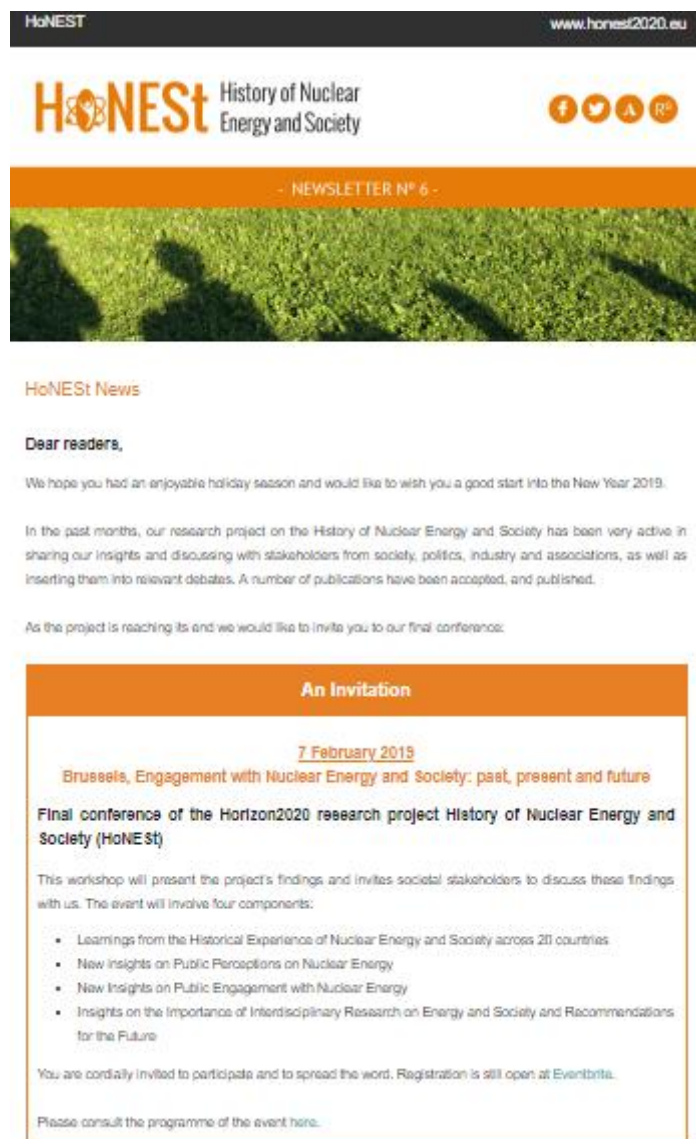 HoNEST
www.honest2020.eu
HoNESt History of Nuclear
Energy and Society
- NEWSLETTER Nº 6 -
HoNESt News
Dear readers,
We hope you had an enjoyable holiday season and would like to wish you a good start into the New Year 2019.
In the past months, our research project on the History of Nuclear Energy and Society has been very active in
sharing our insights and discussing with stakeholders from society, politics, industry and associations, as well as
inserting them into relevant debates. A number of publications have been accepted, and published.
As the project is reaching its end we would like to invite you to our final conference:
An Invitation
7 February 2019
Brussels, Engagement with Nuclear Energy and Society: past, present and future
Final conference of the Horizon2020 research project History of Nuclear Energy and
Society (HoNESt)
This workshop will present the project's findings and invites societal stakeholders to discuss these findings
with us. The event will involve four components:
• Learnings from the Historical Experience of Nuclear Energy and Society across 20 countries
• New insights on Public Perceptions on Nuclear Energy
• New Insights on Public Engagement with Nuclear Energy
• Insights on the Importance of Interdisciplinary Research on Energy and Society and Recommendations
for the Future
You are cordially invited to participate and to spread the word. Registration is still open at Eventbrite.
Please consult the programme of the event here.